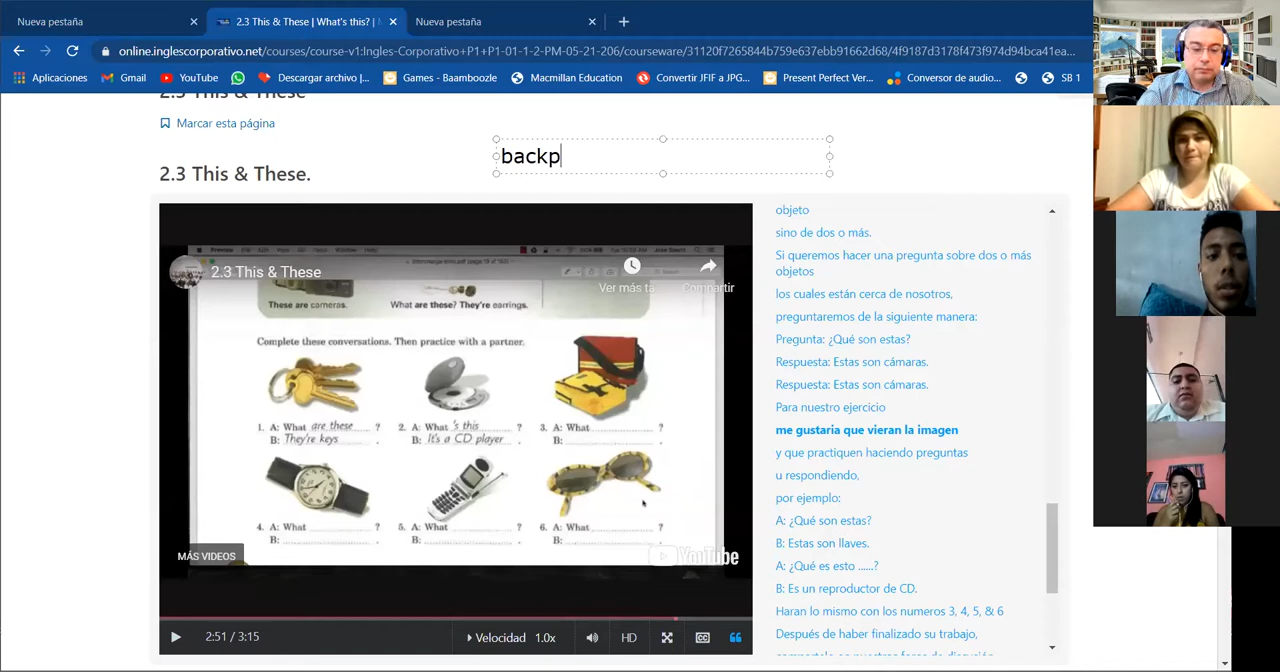 Nueva pestaña
2.3 This & These | What's this? | M
Nueva pestaña
online.inglescorporativo.net/courses/course-v1:Ingles-Corporativo+P1+P1-01-1-2-PM-05-21-206/courseware/31120f7265844b759e637ebb91662d68/4f9187d3178f473f974d94bca41ea...
Aplicaciones
Gmail
YouTube
Descargar archivo |...
Games - Baamboozle
Macmillan Education
Convertir JFIF a JPG...
Present Perfect Ver...
Conversor de audio...
SB 1
2.3 This & These
Marcar esta página
backp
2.3 This & These.
2.3 This & These
Ver más ta
Compartir
These are cameras.
What are these? They're earrings.
Complete these conversations. Then practice with a partner.
1. A: What are these ?
B: They're keys .
2. A: What 's this ?
B: It's a CD player .
3. A: What ?
B: .
4. A: What ?
B: .
5. A: What ?
B: .
6. A: What ?
B: .
MÁS VIDEOS
YouTube
2:51 / 3:15
Velocidad 1.0x
HD
objeto
sino de dos o más.
Si queremos hacer una pregunta sobre dos o más
objetos
los cuales están cerca de nosotros,
preguntaremos de la siguiente manera:
Pregunta: ¿Qué son estas?
Respuesta: Estas son cámaras.
Respuesta: Estas son cámaras.
Para nuestro ejercicio
me gustaria que vieran la imagen
y que practiquen haciendo preguntas
u respondiendo,
por ejemplo:
A: ¿Qué son estas?
B: Estas son llaves.
A: ¿Qué es esto ......?
B: Es un reproductor de CD.
Haran lo mismo con los numeros 3, 4, 5, & 6
Después de haber finalizado su trabajo,